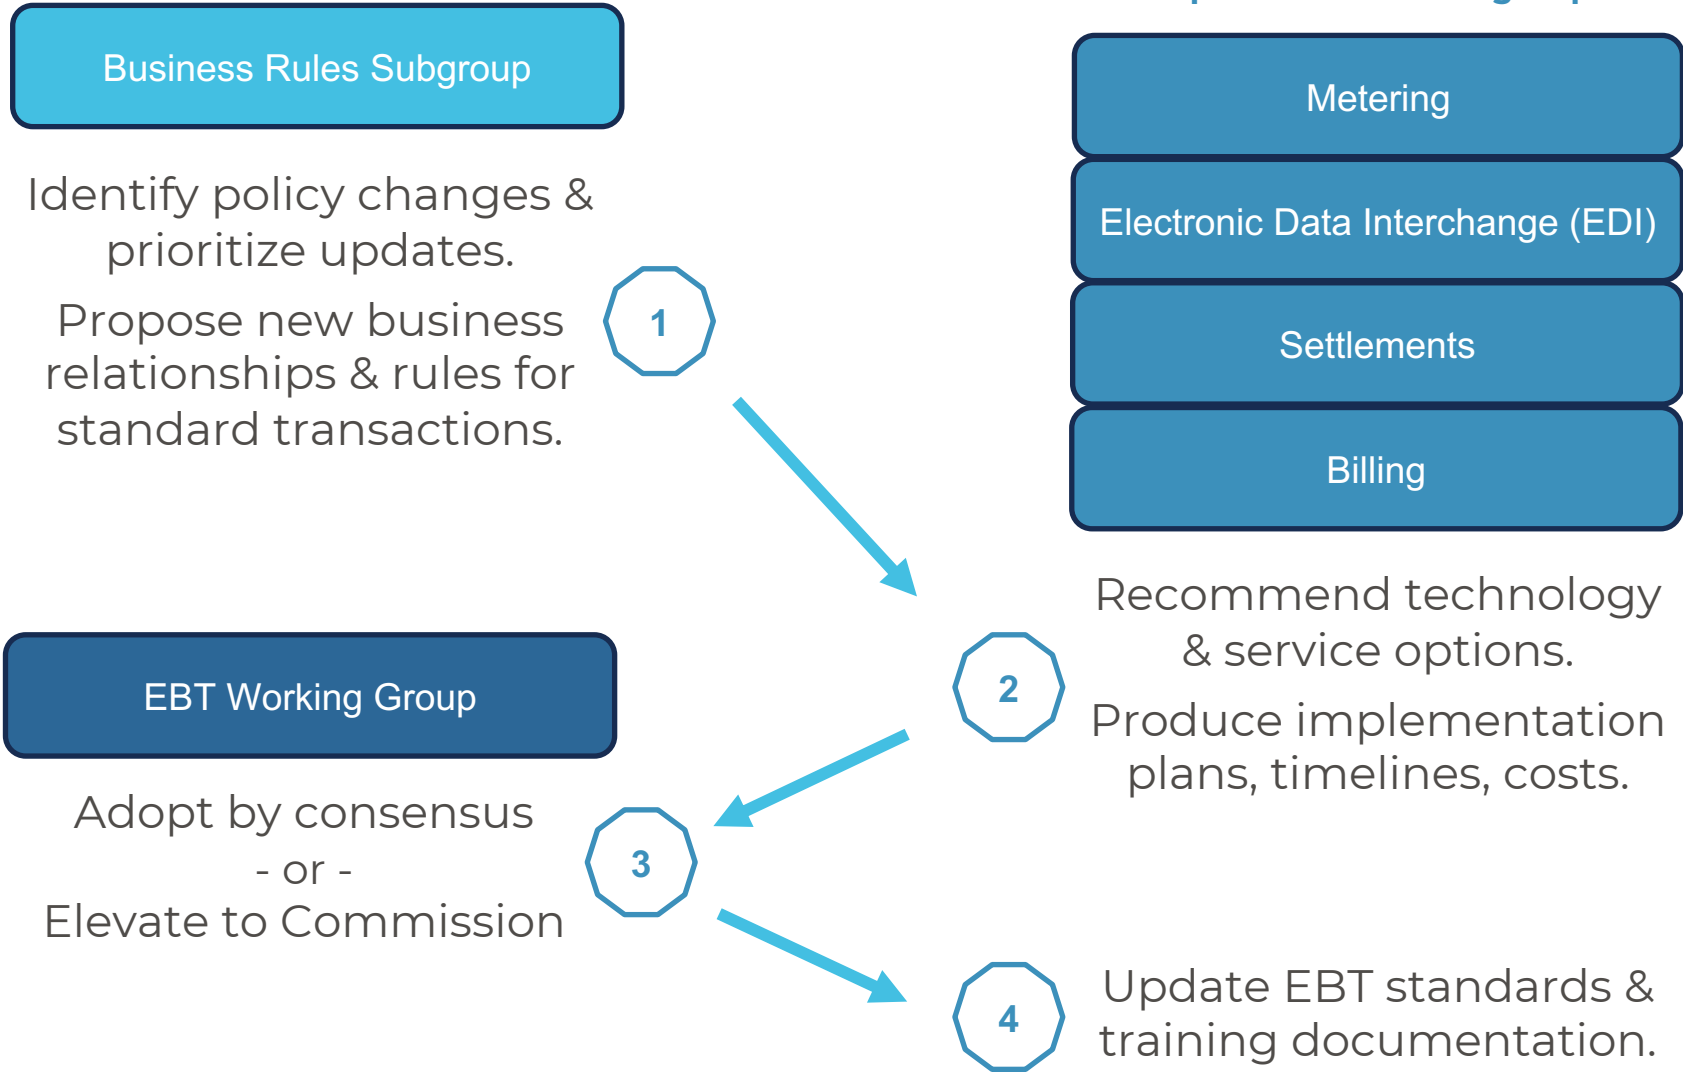 Business Rules Subgroup
Identify policy changes &
prioritize updates.
Propose new business
relationships & rules for
standard transactions.
1
Metering
Electronic Data Interchange (EDI)
Settlements
Billing
2
Recommend technology
& service options.
Produce implementation
plans, timelines, costs.
EBT Working Group
Adopt by consensus
- or -
Elevate to Commission
3
4
Update EBT standards &
training documentation.